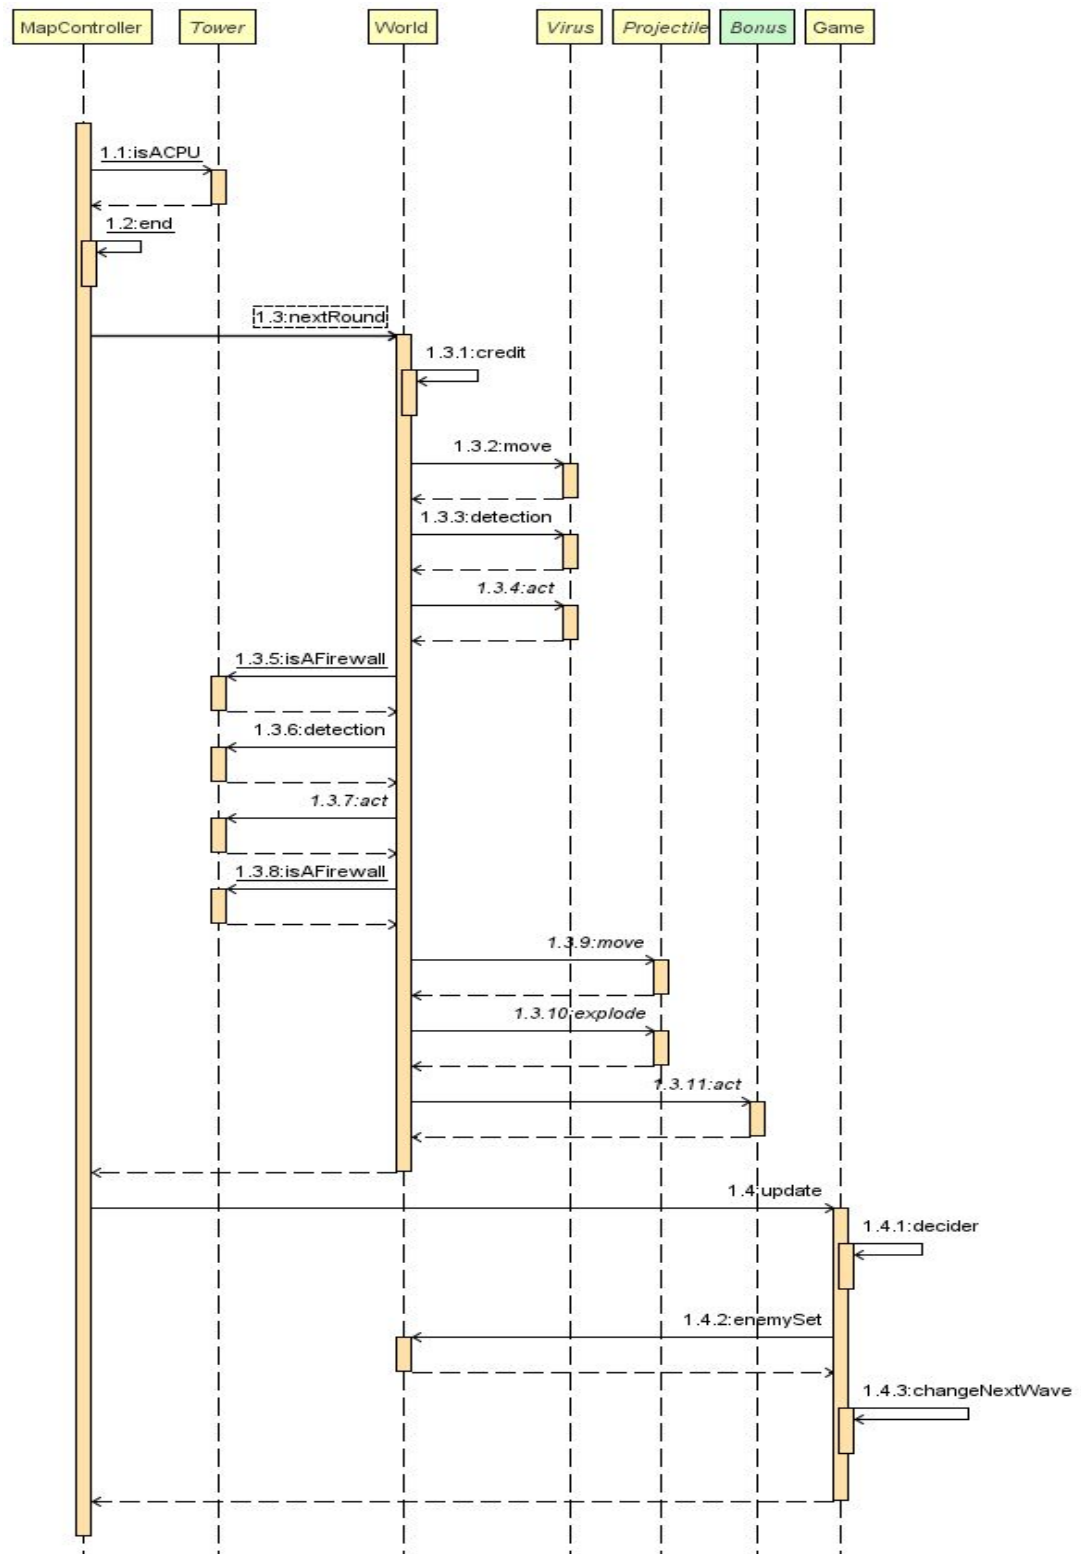 MapController Tower World Virus Projectile Bonus Game
1.1:isACPU
1.2:end
1.3:nextRound
1.3.1:credit
1.3.2:move
1.3.3:detection
1.3.4:act
1.3.5:isAFirewall
1.3.6:detection
1.3.7:act
1.3.8:isAFirewall
1.3.9:move
1.3.10:explode
1.3.11:act
1.4:update
1.4.1:decider
1.4.2:enemySet
1.4.3:changeNextWave